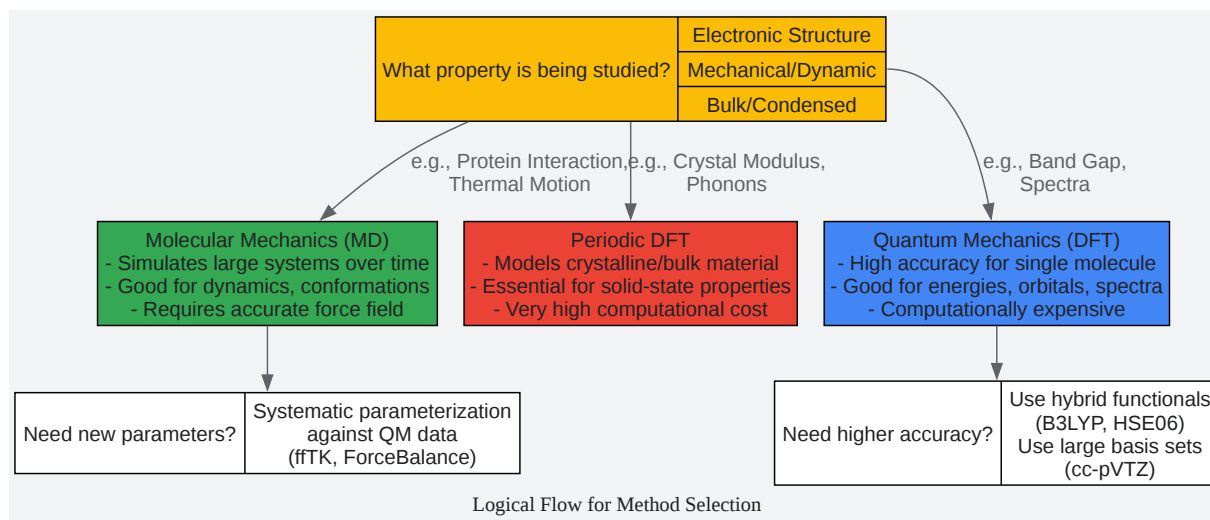 What property is being studied?
Electronic Structure
Mechanical/Dynamic
Bulk/Condensed
e.g., Protein Interaction,
Thermal Motion
e.g., Crystal Modulus,
Phonons
e.g., Band Gap,
Spectra
Molecular Mechanics (MD)
- Simulates large systems over time
- Good for dynamics, conformations
- Requires accurate force field
Periodic DFT
- Models crystalline/bulk material
- Essential for solid-state properties
- Very high computational cost
Quantum Mechanics (DFT)
- High accuracy for single molecule
- Good for energies, orbitals, spectra
- Computationally expensive
Need new parameters?
Systematic parameterization
against QM data
(ffTK, ForceBalance)
Need higher accuracy?
Use hybrid functionals
(B3LYP, HSE06)
Use large basis sets
(cc-pVTZ)
Logical Flow for Method Selection